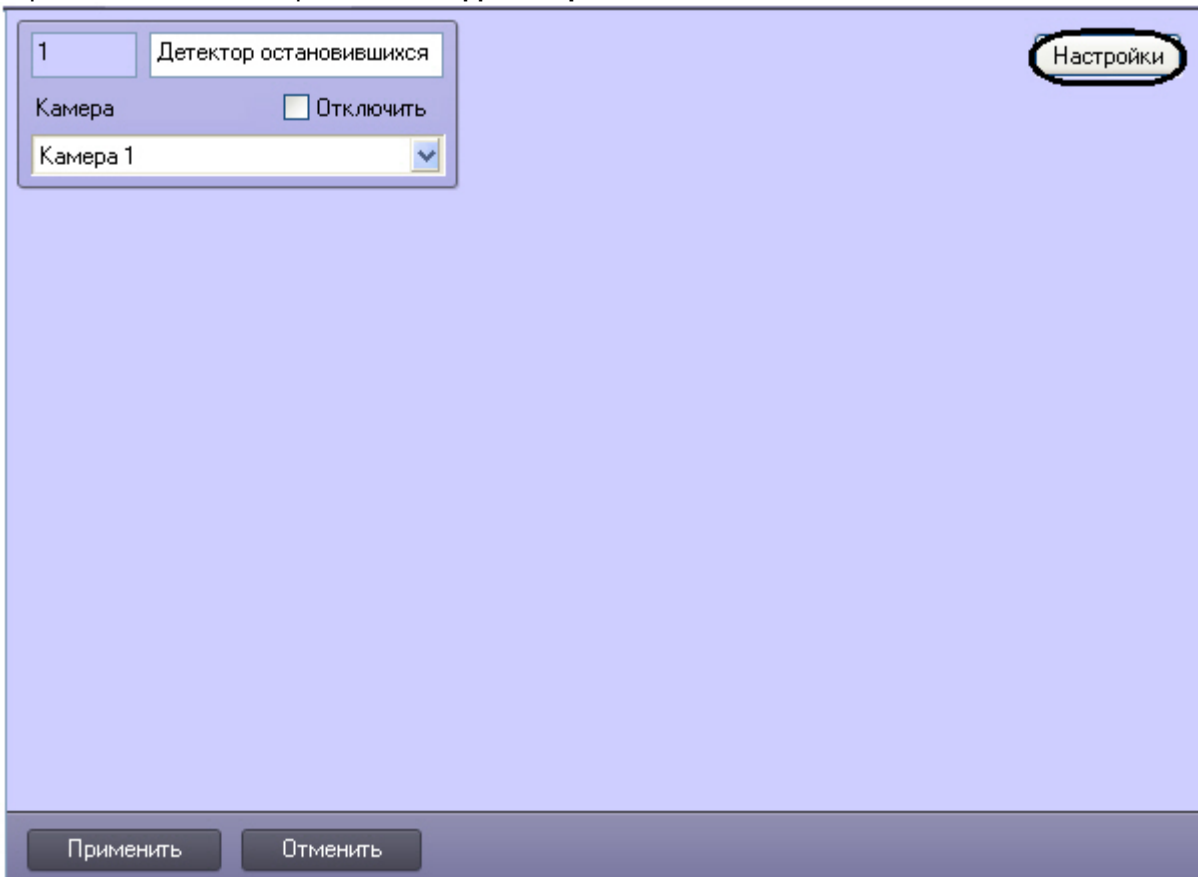 1
Детектор остановившихся
Настройки
Камера
Отключить
Камера 1
Применить
Отменить